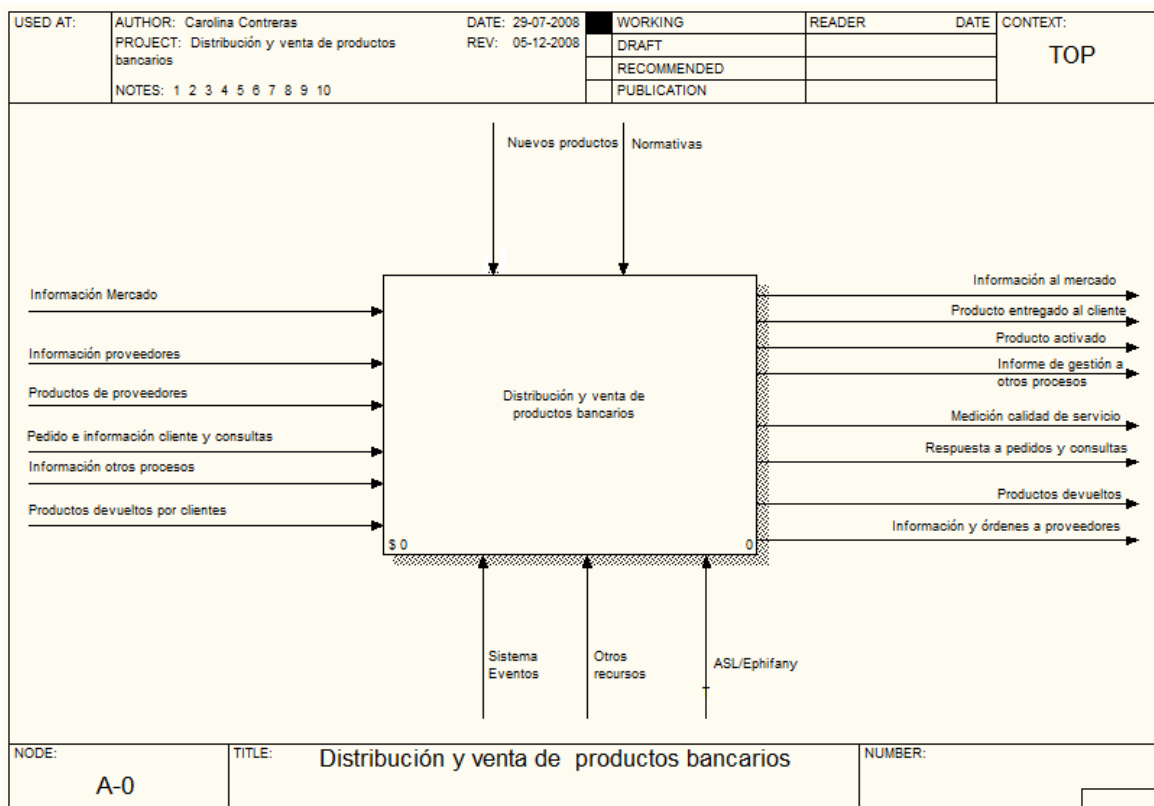 USED AT:
AUTHOR: Carolina Contreras
DATE: 29-07-2008
PROJECT: Distribución y venta de productos
bancarios
REV: 05-12-2008
NOTES: 1 2 3 4 5 6 7 8 9 10
WORKING
DRAFT
RECOMMENDED
PUBLICATION
READER
DATE
CONTEXT:
TOP
Nuevos productos
Normativas
Información Mercado
Información proveedores
Productos de proveedores
Pedido e información cliente y consultas
Información otros procesos
Productos devueltos por clientes
Distribución y venta de
productos bancarios
$ 0
0
Información al mercado
Producto entregado al cliente
Producto activado
Informe de gestión a
otros procesos
Medición calidad de servicio
Respuesta a pedidos y consultas
Productos devueltos
Información y órdenes a proveedores
Sistema
Eventos
Otros
recursos
ASL/Ephifany
NODE:
A-0
TITLE:
Distribución y venta de productos bancarios
NUMBER: